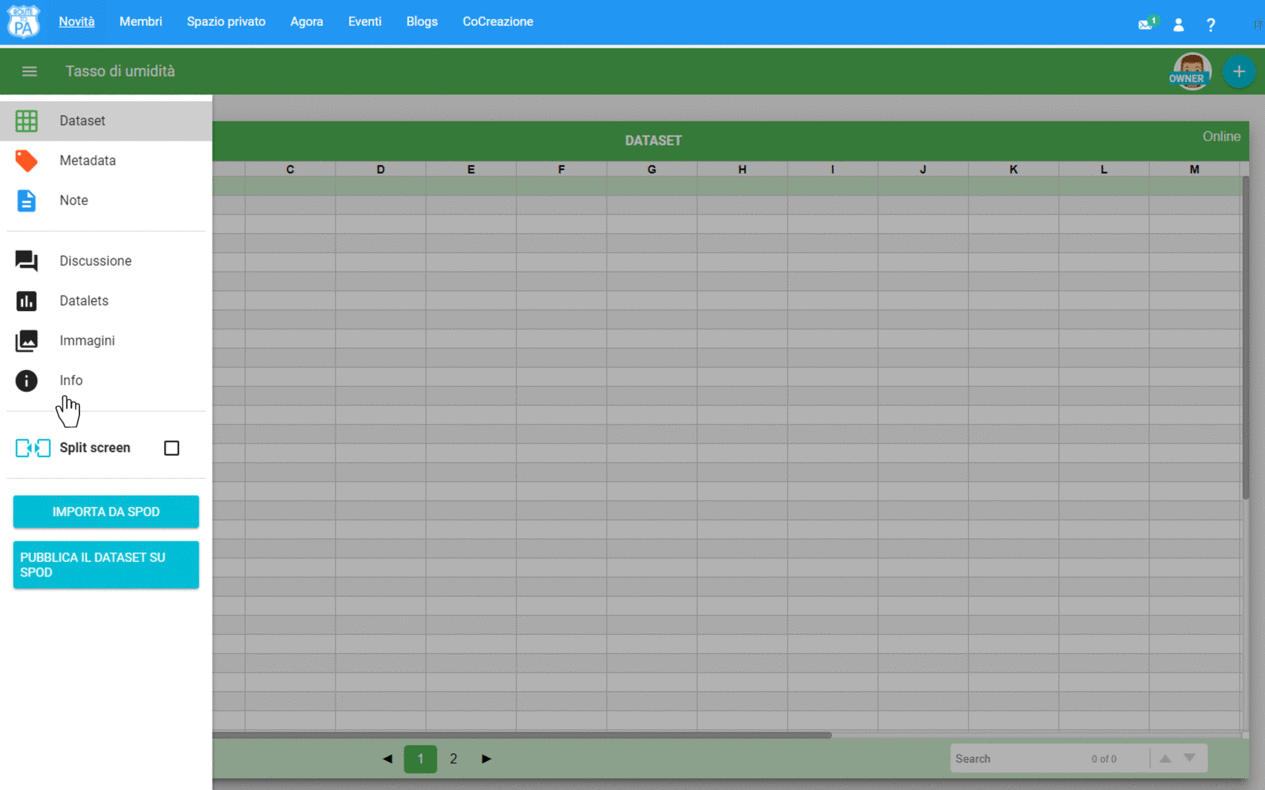 ROUTE
TO
PA
Novità Membri Spazio privato Agora Eventi Blogs CoCreazione 1 ?
Tasso di umidità OWNER +
Dataset
Metadata
Note
Discussione
Datalets
Immagini
Info
Split screen
IMPORTA DA SPOD
PUBBLICA IL DATASET SU
SPOD
DATASET Online
C D E F G H I J K L M
1 2 Search 0 of 0